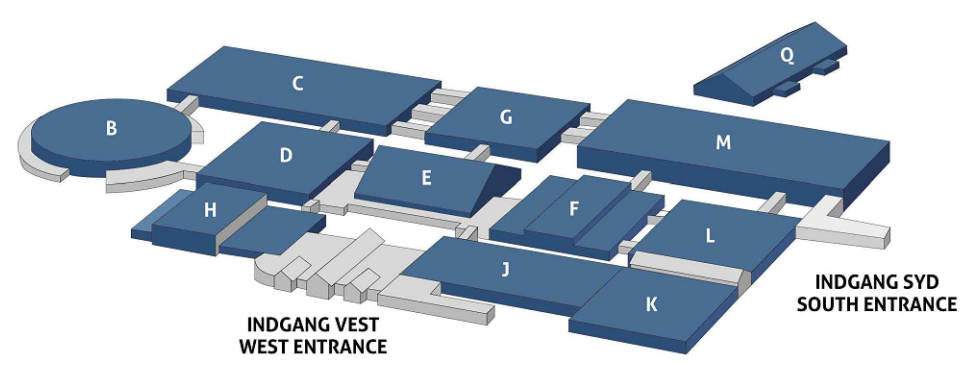 Q
C
G
B
M
D
E
H
F
L
J
K
INDGANG SYD
SOUTH ENTRANCE
INDGANG VEST
WEST ENTRANCE